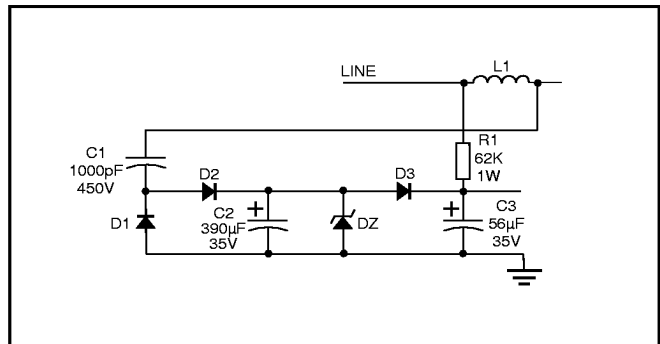 LINE
L1
R1
62K
1W
C1
1000pF
450V
D2
D3
D1
C2
390µF
35V
DZ
C3
56µF
35V